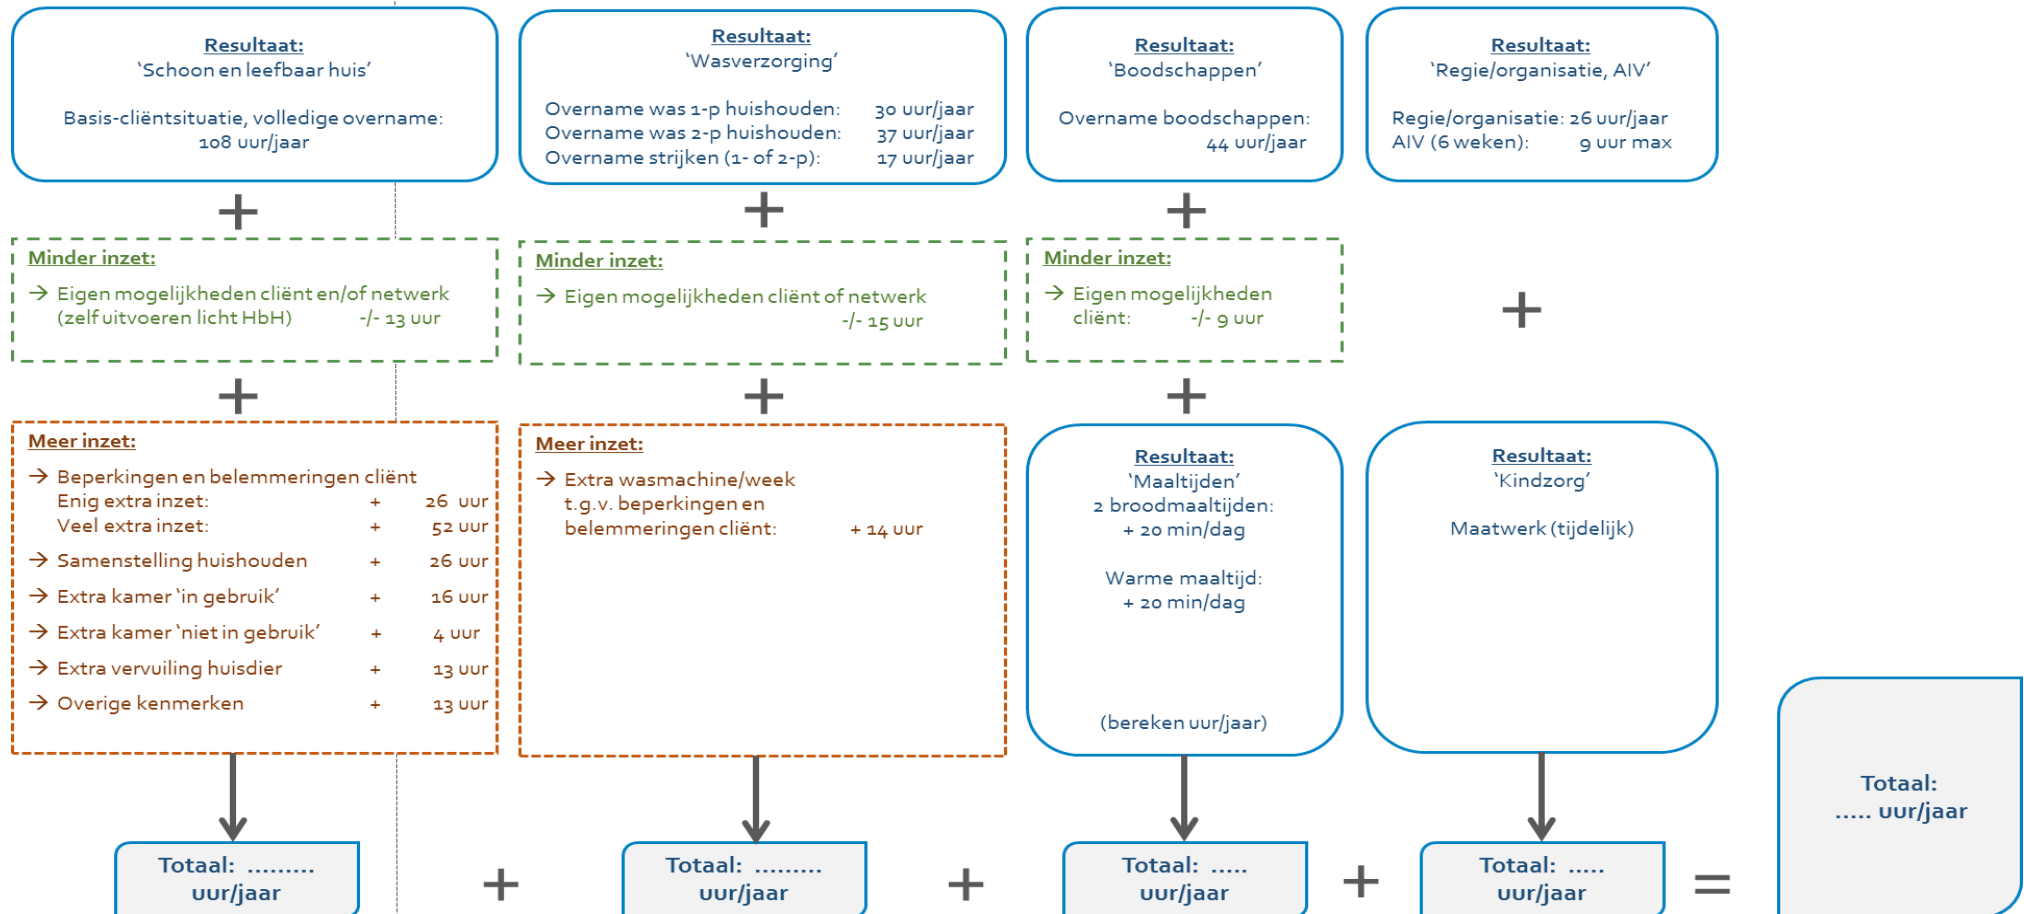 Resultaat:
‘Schoon en leefbaar huis’
Basis-cliëntsituatie, volledige overname:
108 uur/jaar
+
Minder inzet:
→ Eigen mogelijkheden cliënt en/of netwerk
(zelf uitvoeren licht HbH) -/- 13 uur
+
Meer inzet:
→ Beperkingen en belemmeringen cliënt
Enig extra inzet: + 26 uur
Veel extra inzet: + 52 uur
→ Samenstelling huishouden + 26 uur
→ Extra kamer ‘in gebruik’ + 16 uur
→ Extra kamer ‘niet in gebruik’ + 4 uur
→ Extra vervuiling huisdier + 13 uur
→ Overige kenmerken + 13 uur
Totaal: .........
uur/jaar
+
Resultaat:
‘Wasverzorging’
Overname was 1-p huishouden: 30 uur/jaar
Overname was 2-p huishouden: 37 uur/jaar
Overname strijken (1- of 2-p): 17 uur/jaar
+
Minder inzet:
→ Eigen mogelijkheden cliënt of netwerk
-/- 15 uur
+
Meer inzet:
→ Extra wasmachine/week
t.g.v. beperkingen en
belemmeringen cliënt: + 14 uur
Totaal: .........
uur/jaar
+
Resultaat:
‘Boodschappen’
Overname boodschappen:
44 uur/jaar
+
Minder inzet:
→ Eigen mogelijkheden
cliënt: -/- 9 uur
+
Resultaat:
‘Maaltijden’
2 broodmaaltijden:
+ 20 min/dag
Warme maaltijd:
+ 20 min/dag
(bereken uur/jaar)
Totaal: .....
uur/jaar
+
Resultaat:
‘Regie/organisatie, AIV’
Regie/organisatie: 26 uur/jaar
AIV (6 weken): 9 uur max
+
Resultaat:
‘Kindzorg’
Maatwerk (tijdelijk)
Totaal: .....
uur/jaar
=
Totaal:
..... uur/jaar